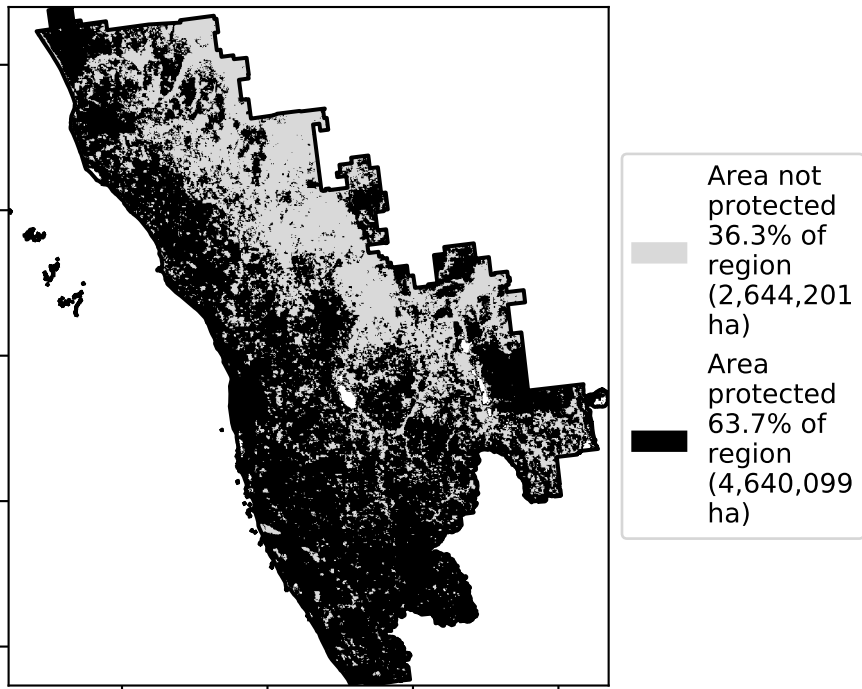 Area not
protected
36.3% of
region
(2,644,201
ha)
Area
protected
63.7% of
region
(4,640,099
ha)